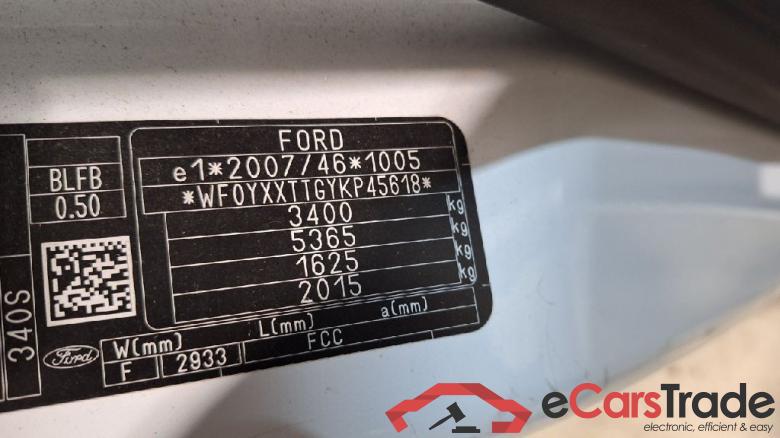 FORD
e1*2007/46*1005
*WF0YXXTTGYKP45618*
3400 kg
5365 kg
1625 kg
2015 kg
BLFB
0.50
340S
Ford
W(mm) L(mm) a(mm)
F 2933 FCC
eCarsTrade
electronic, efficient & easy